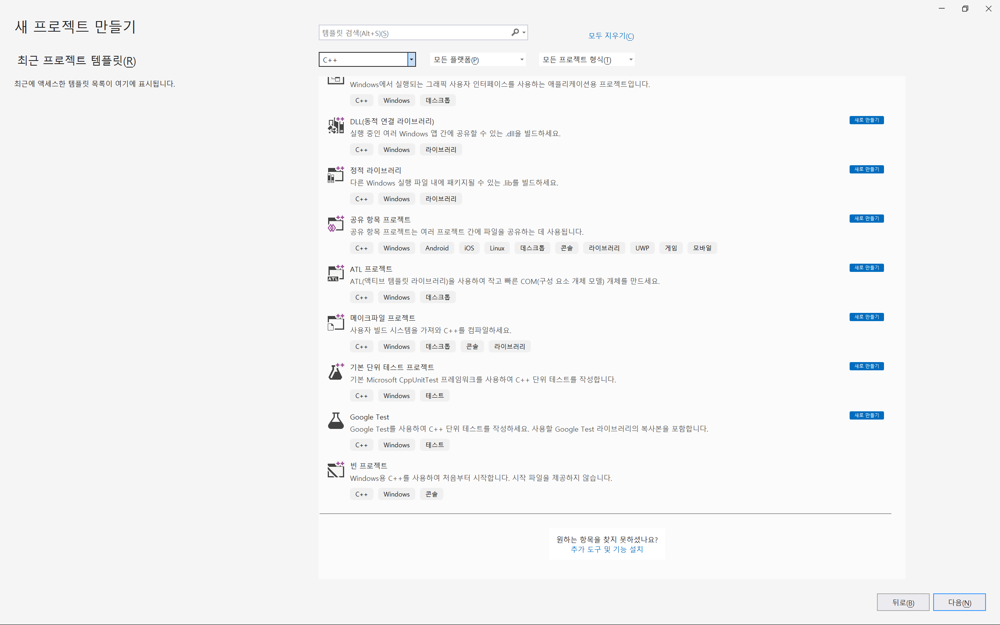 새 프로젝트 만들기
템플릿 검색(Alt+S)(S)
모두 지우기(C)
최근 프로젝트 템플릿(R)
C++
모든 플랫폼(P)
모든 프로젝트 형식(T)
최근에 액세스한 템플릿 목록이 여기에 표시됩니다.
Windows에서 실행되는 그래픽 사용자 인터페이스를 사용하는 애플리케이션용 프로젝트입니다.
C++ Windows 데스크톱
DLL(동적 연결 라이브러리) 새로 만들기
실행 중인 여러 Windows 앱 간에 공유할 수 있는 .dll을 빌드하세요.
C++ Windows 라이브러리
정적 라이브러리 새로 만들기
다른 Windows 실행 파일 내에 패키지될 수 있는 .lib를 빌드하세요.
C++ Windows 라이브러리
공유 항목 프로젝트 새로 만들기
공유 항목 프로젝트는 여러 프로젝트 간에 파일을 공유하는 데 사용됩니다.
C++ Windows Android iOS Linux 데스크톱 콘솔 라이브러리 UWP 게임 모바일
ATL 프로젝트 새로 만들기
ATL
ATL(액티브 템플릿 라이브러리)을 사용하여 작고 빠른 COM(구성 요소 개체 모델) 개체를 만드세요.
C++ Windows 데스크톱
메이크파일 프로젝트 새로 만들기
사용자 빌드 시스템을 가져와 C++를 컴파일하세요.
C++ Windows 데스크톱 콘솔 라이브러리
기본 단위 테스트 프로젝트 새로 만들기
기본 Microsoft CppUnitTest 프레임워크를 사용하여 C++ 단위 테스트를 작성합니다.
C++ Windows 테스트
Google Test 새로 만들기
Google Test를 사용하여 C++ 단위 테스트를 작성하세요. 사용할 Google Test 라이브러리의 복사본을 포함합니다.
C++ Windows 테스트
빈 프로젝트
Windows용 C++를 사용하여 처음부터 시작합니다. 시작 파일을 제공하지 않습니다.
C++ Windows 콘솔
원하는 항목을 찾지 못하셨나요?
추가 도구 및 기능 설치
뒤로(B)
다음(N)